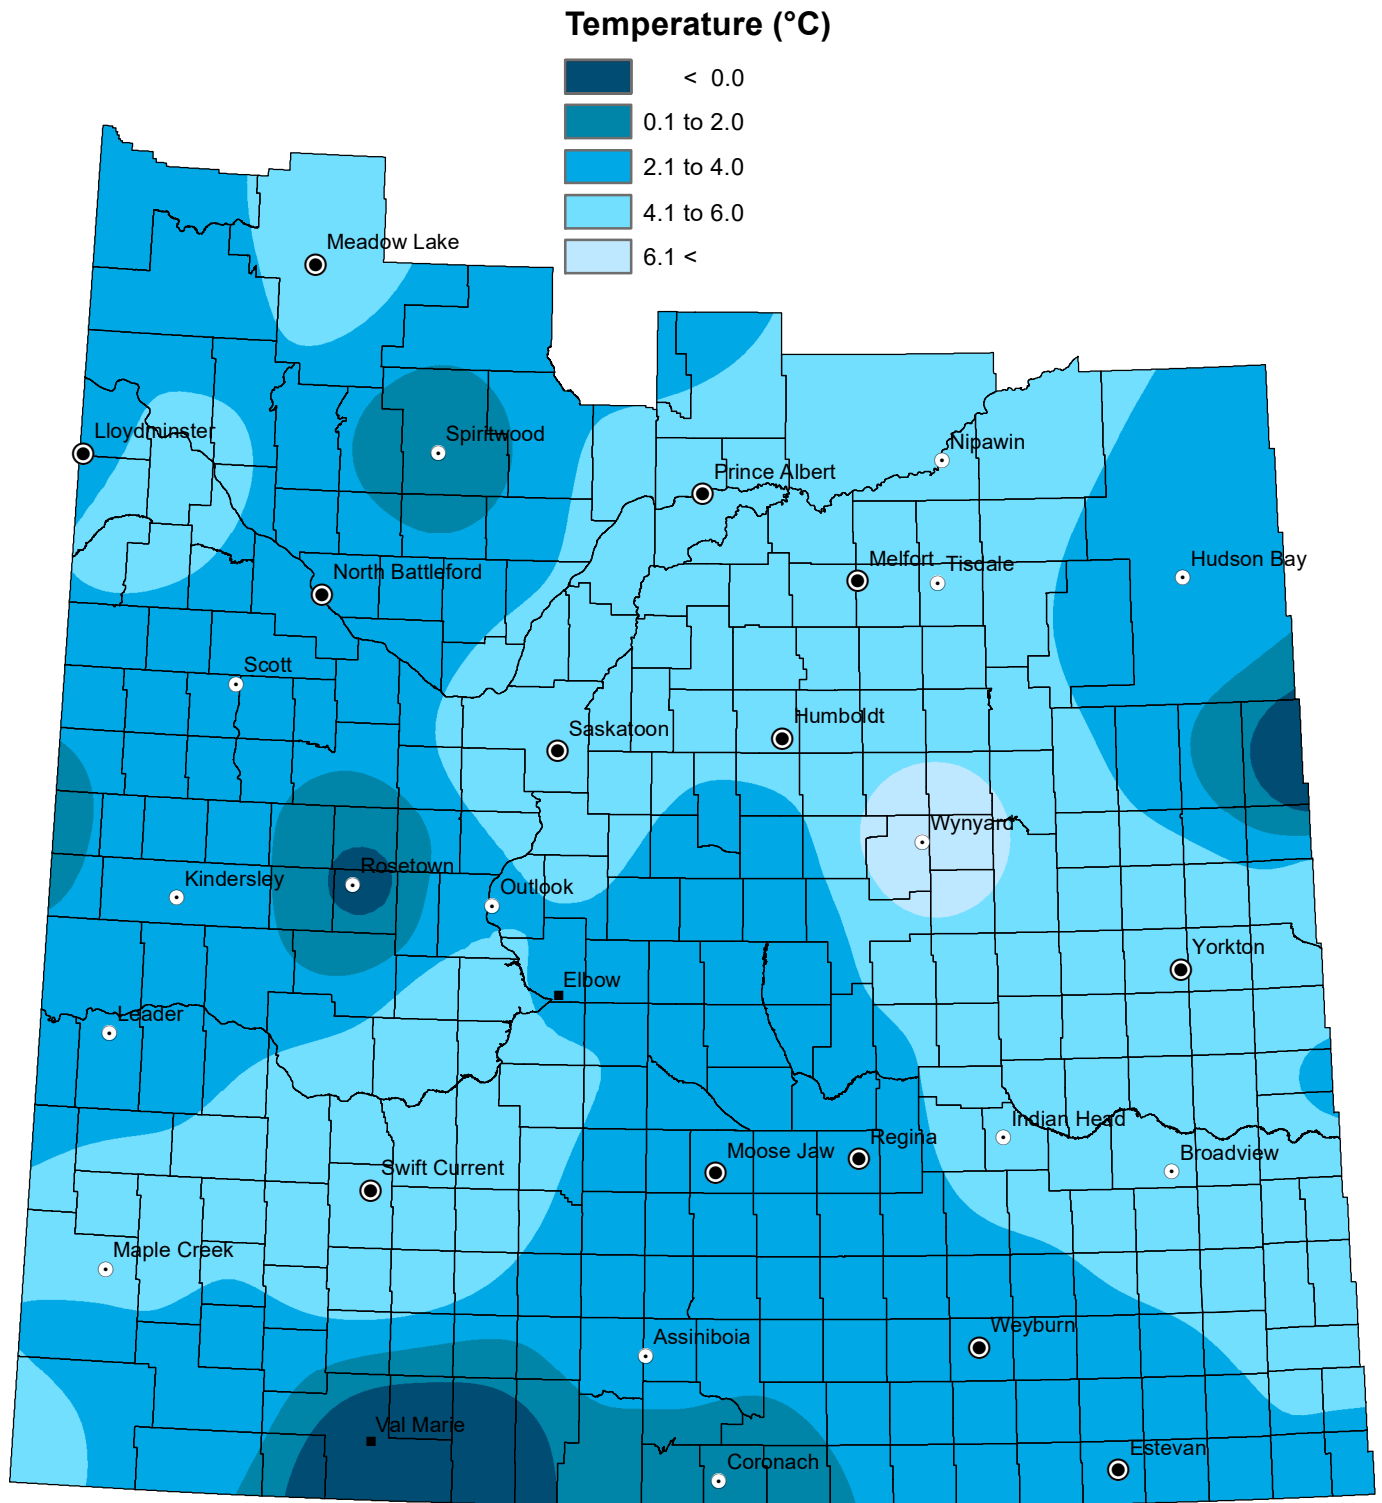 Temperature (°C)
< 0.0
0.1 to 2.0
2.1 to 4.0
4.1 to 6.0
6.1 <
Meadow Lake
Lloydminster
Spiritwood
Nipawin
Prince Albert
North Battleford
Melfort
Tisdale
Hudson Bay
Scott
Saskatoon
Humboldt
Wynyard
Rosetown
Kindersley
Outlook
Yorkton
Elbow
Leader
Indian Head
Regina
Moose Jaw
Broadview
Swift Current
Maple Creek
Weyburn
Assiniboia
Val Marie
Estevan
Coronach